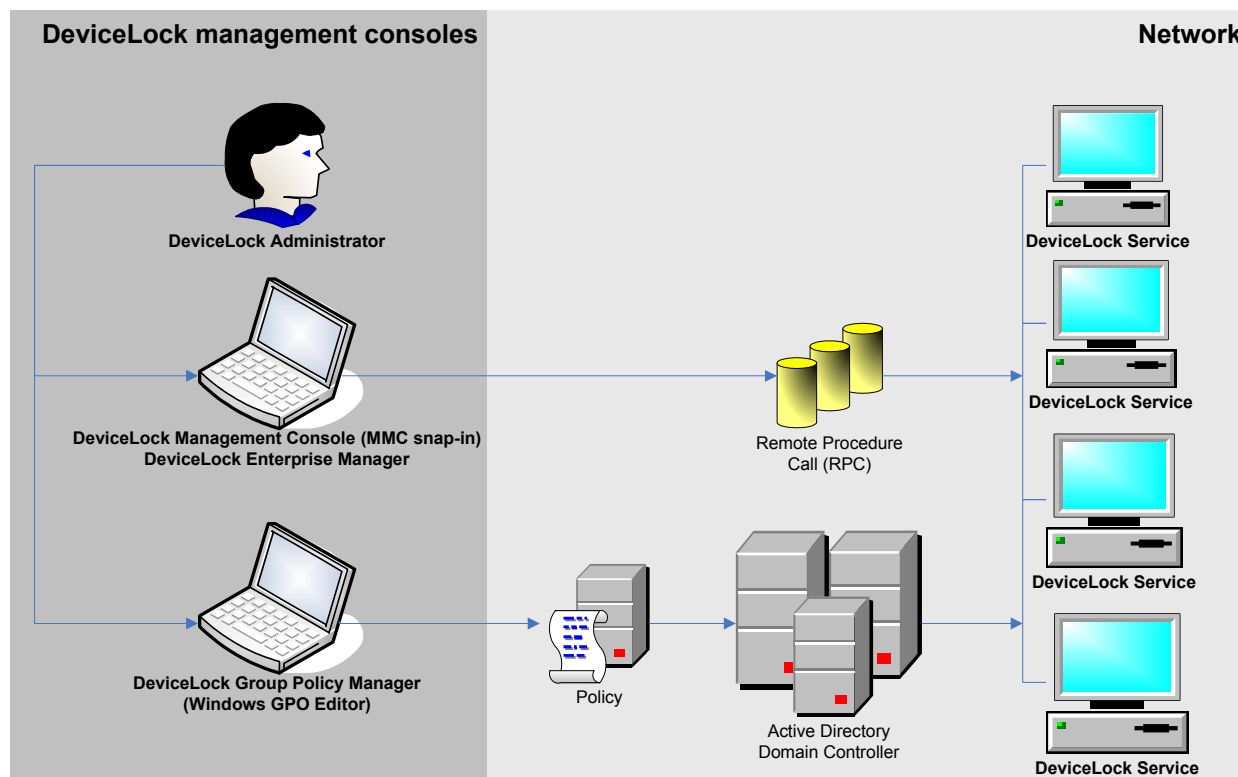 DeviceLock management consoles
Network
DeviceLock Administrator
DeviceLock Service
DeviceLock Management Console (MMC snap-in)
DeviceLock Enterprise Manager
Remote Procedure
Call (RPC)
DeviceLock Service
DeviceLock Service
DeviceLock Group Policy Manager
(Windows GPO Editor)
Policy
Active Directory
Domain Controller
DeviceLock Service